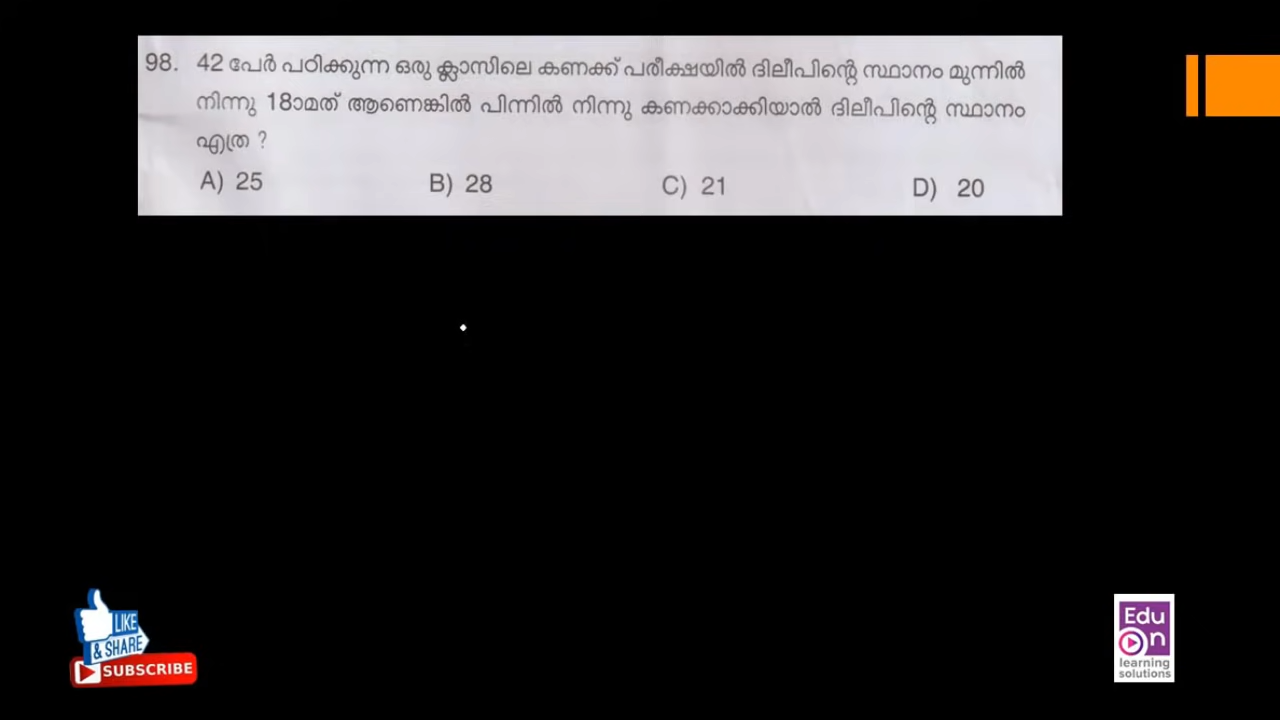 98. 42 പേർ പഠിക്കുന്ന ഒരു ക്ലാസിലെ കണക്ക് പരീക്ഷയിൽ ദിലീപിന്റെ സ്ഥാനം മുന്നിൽ
നിന്നു 18ാമത് ആണെങ്കിൽ പിന്നിൽ നിന്നു കണക്കാക്കിയാൽ ദിലീപിന്റെ സ്ഥാനം
എത്ര ?
A) 25 B) 28 C) 21 D) 20
LIKE
& SHARE
SUBSCRIBE
Edu
On
learning
solutions